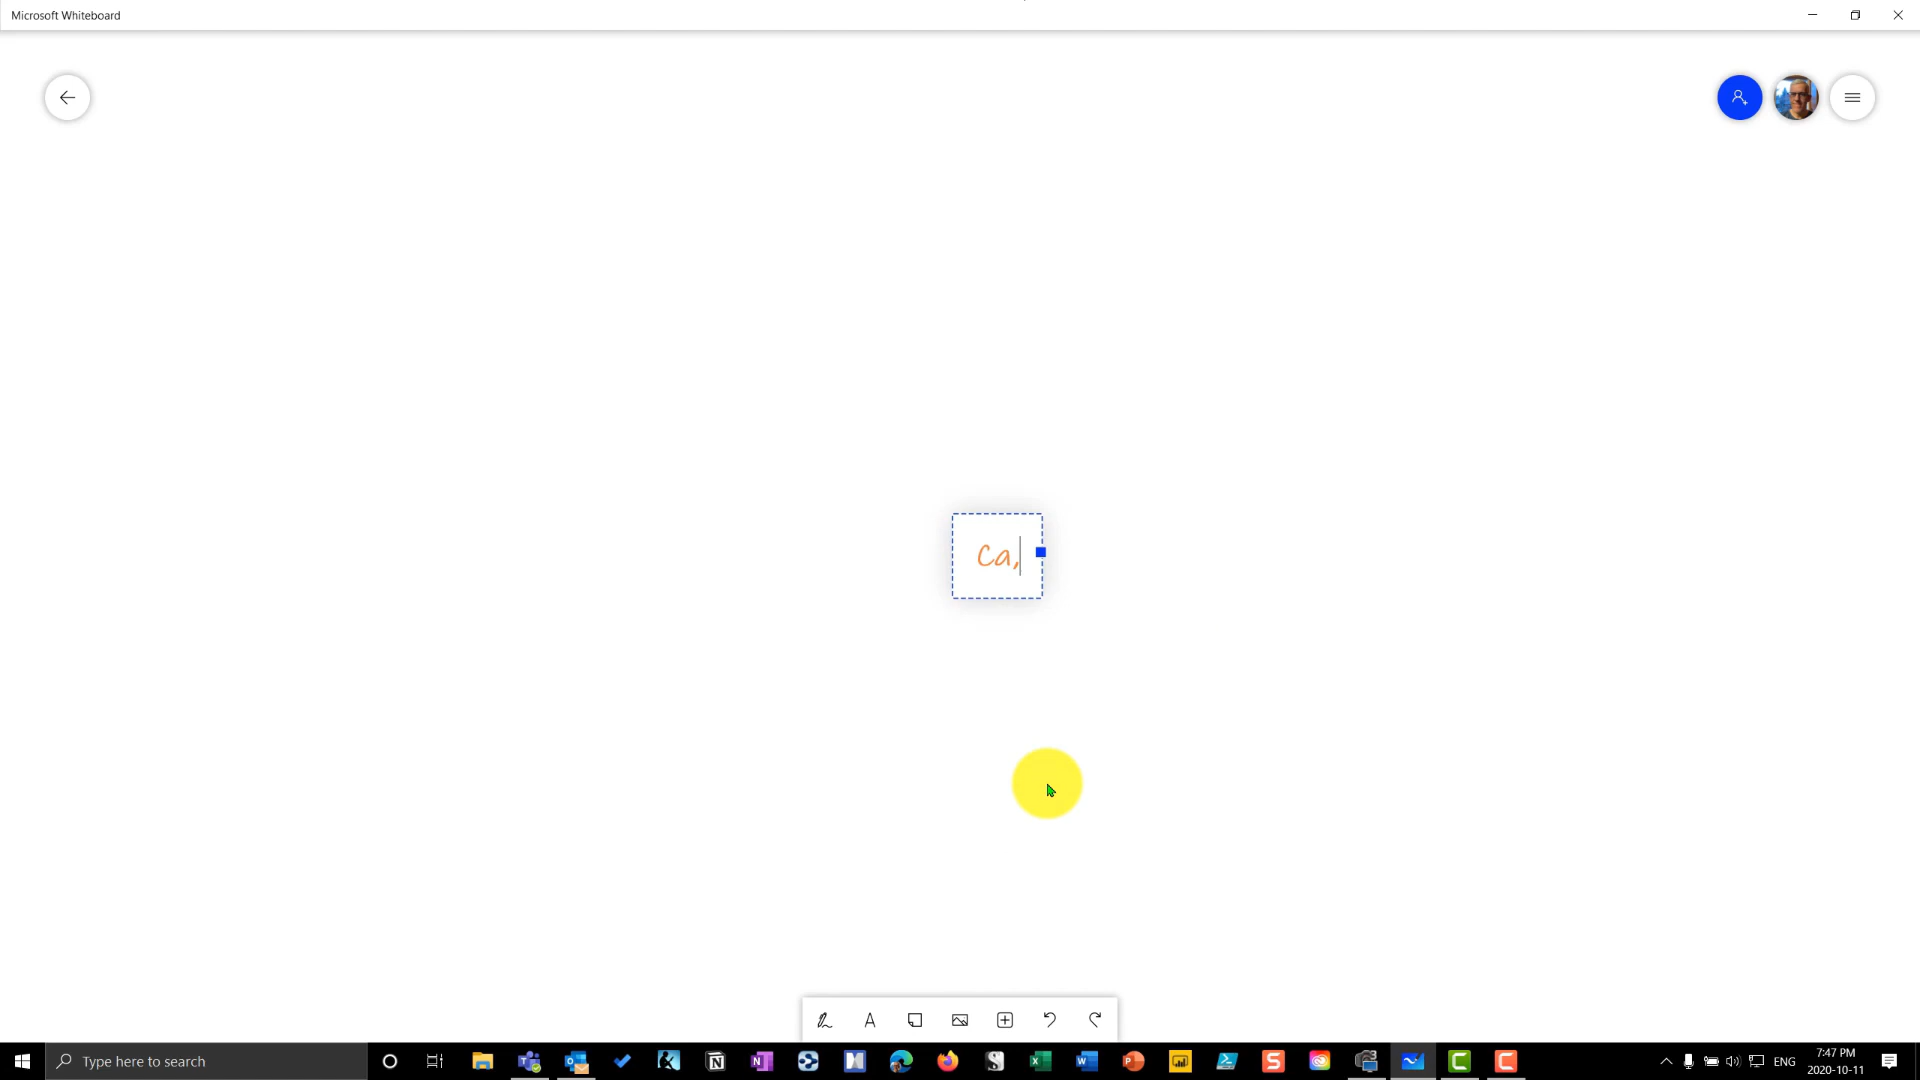 Microsoft Whiteboard
Ca,
Type here to search
ENG
7:47 PM
2020-10-11